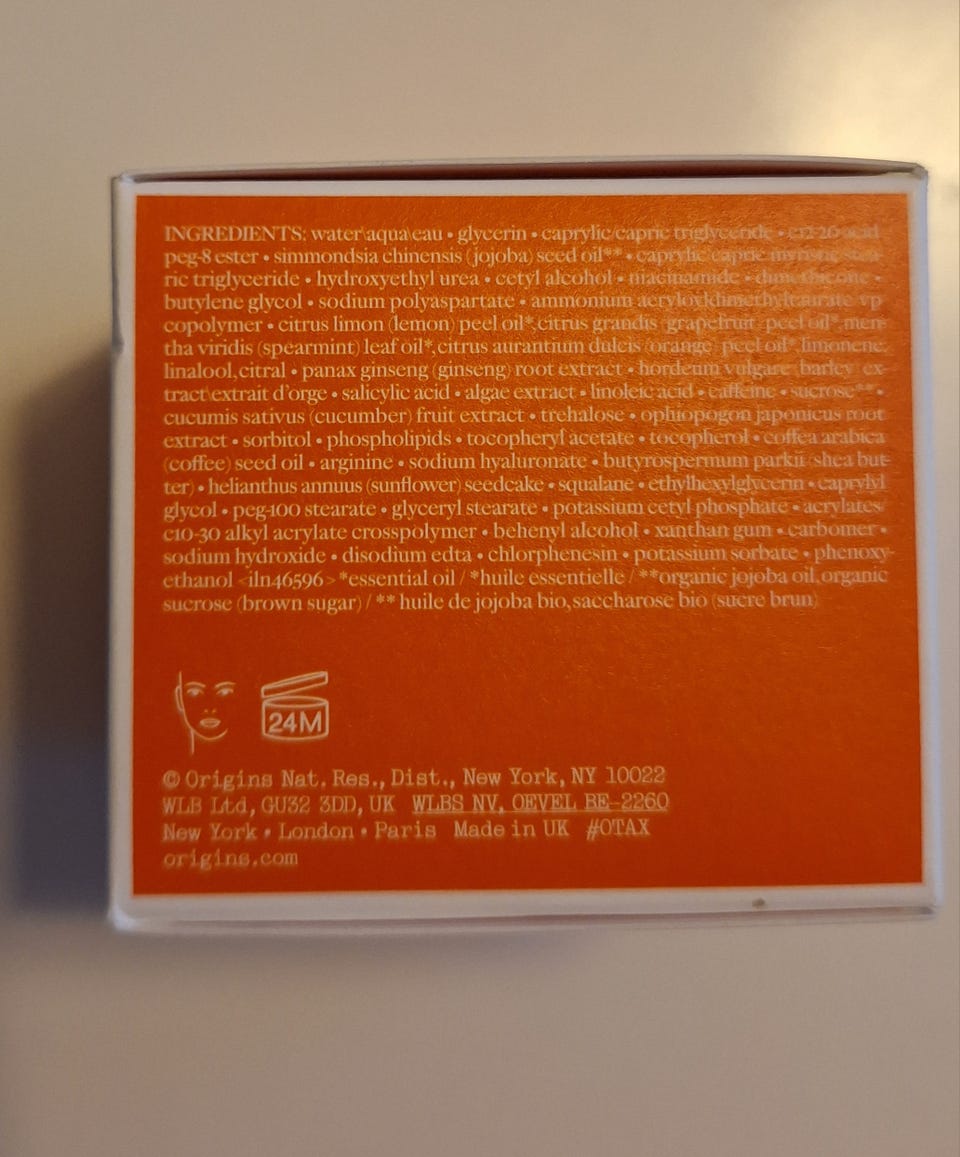 INGREDIENTS: water\aqua\eau • glycerin • caprylic/capric triglyceride • c12-20 acid
peg-8 ester • simmondsia chinensis (jojoba) seed oil** • caprylic/capric/myristic/stea-
ric triglyceride • hydroxyethyl urea • cetyl alcohol • niacinamide • dimethicone •
butylene glycol • sodium polyaspartate • ammonium acryloyldimethyltaurate/vp
copolymer • citrus limon (lemon) peel oil*, citrus grandis (grapefruit) peel oil*, men-
tha viridis (spearmint) leaf oil*, citrus aurantium dulcis (orange) peel oil*, limonene,
linalool, citral • panax ginseng (ginseng) root extract • hordeum vulgare (barley) ex-
tract\extrait d'orge • salicylic acid • algae extract • linoleic acid • caffeine • sucrose** •
cucumis sativus (cucumber) fruit extract • trehalose • ophiopogon japonicus root
extract • sorbitol • phospholipids • tocopheryl acetate • tocopherol • coffea arabica
(coffee) seed oil • arginine • sodium hyaluronate • butyrospermum parkii (shea but-
ter) • helianthus annuus (sunflower) seedcake • squalane • ethylhexylglycerin • caprylyl
glycol • peg-100 stearate • glyceryl stearate • potassium cetyl phosphate • acrylates/
c10-30 alkyl acrylate crosspolymer • behenyl alcohol • xanthan gum • carbomer •
sodium hydroxide • disodium edta • chlorphenesin • potassium sorbate • phenoxy-
ethanol <iln46596> *essential oil / *huile essentielle / **organic jojoba oil, organic
sucrose (brown sugar) / ** huile de jojoba bio, saccharose bio (sucre brun)
24M
© Origins Nat. Res., Dist., New York, NY 10022
WLB Ltd, GU32 3DD, UK WLBS NV, OEVEL BE-2260
New York • London • Paris Made in UK #OTAX
origins.com